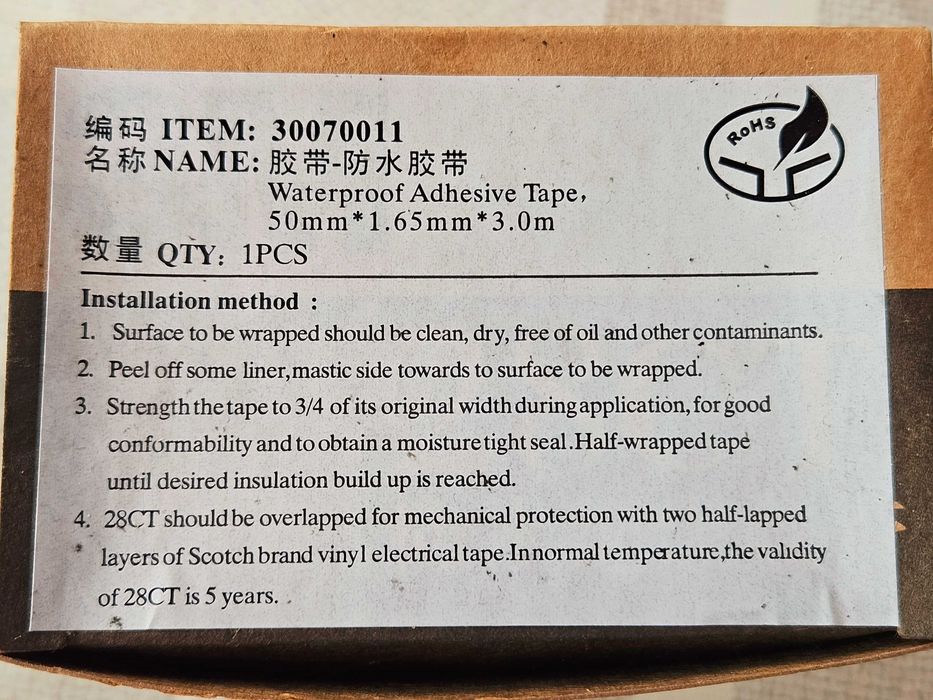 编码 ITEM: 30070011
名称 NAME: 胶带-防水胶带
Waterproof Adhesive Tape,
50mm*1.65mm*3.0m
数量 QTY: 1PCS
RoHS
Installation method :
1. Surface to be wrapped should be clean, dry, free of oil and other contaminants.
2. Peel off some liner,mastic side towards to surface to be wrapped.
3. Strength the tape to 3/4 of its original width during application, for good
conformability and to obtain a moisture tight seal.Half-wrapped tape
until desired insulation build up is reached.
4. 28CT should be overlapped for mechanical protection with two half-lapped
layers of Scotch brand vinyl electrical tape.In normal temperature,the validity
of 28CT is 5 years.